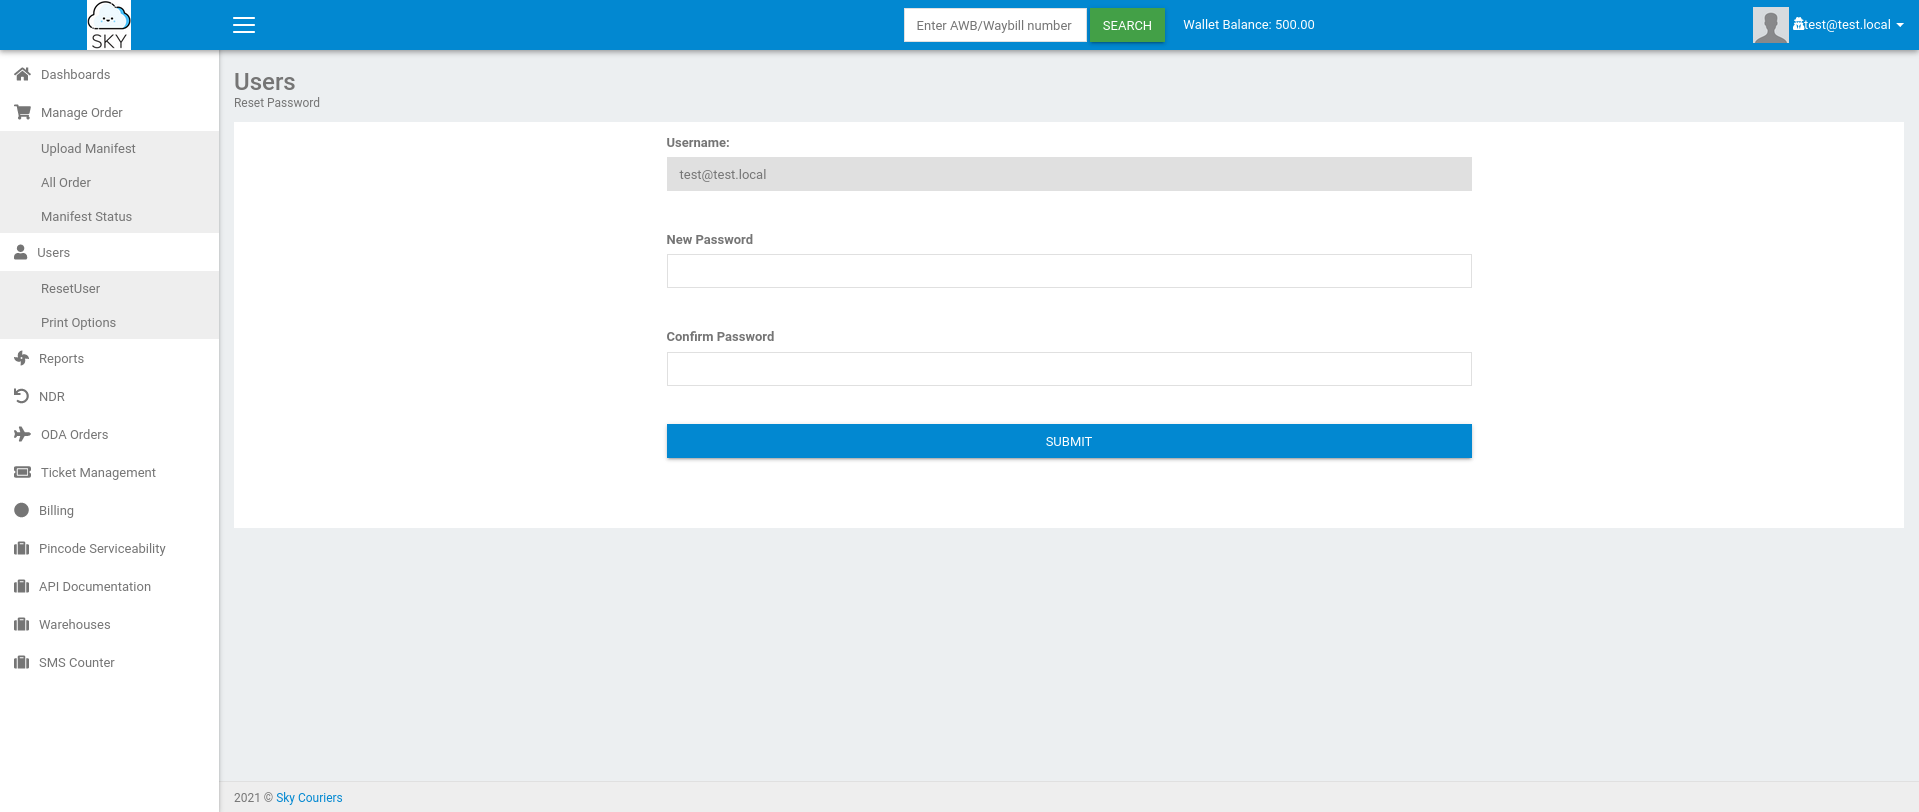 SKY
Enter AWB/Waybill number
SEARCH
Wallet Balance: 500.00
test@test.local
Dashboards
Manage Order
Upload Manifest
All Order
Manifest Status
Users
ResetUser
Print Options
Reports
NDR
ODA Orders
Ticket Management
Billing
Pincode Serviceability
API Documentation
Warehouses
SMS Counter
Users
Reset Password
Username:
test@test.local
New Password
Confirm Password
SUBMIT
2021 © Sky Couriers